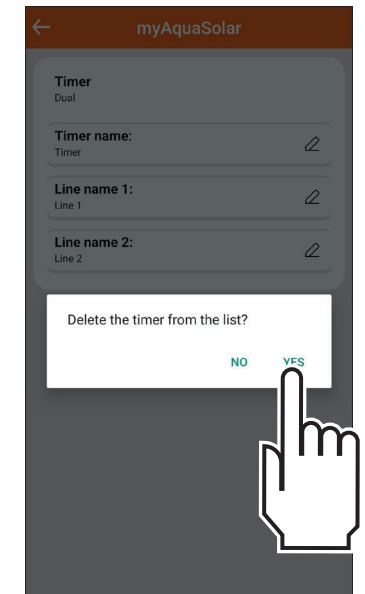 myAquaSolar
Timer
Dual
Timer name:
Timer
Line name 1:
Line 1
Line name 2:
Line 2
Delete the timer from the list?
NO YES